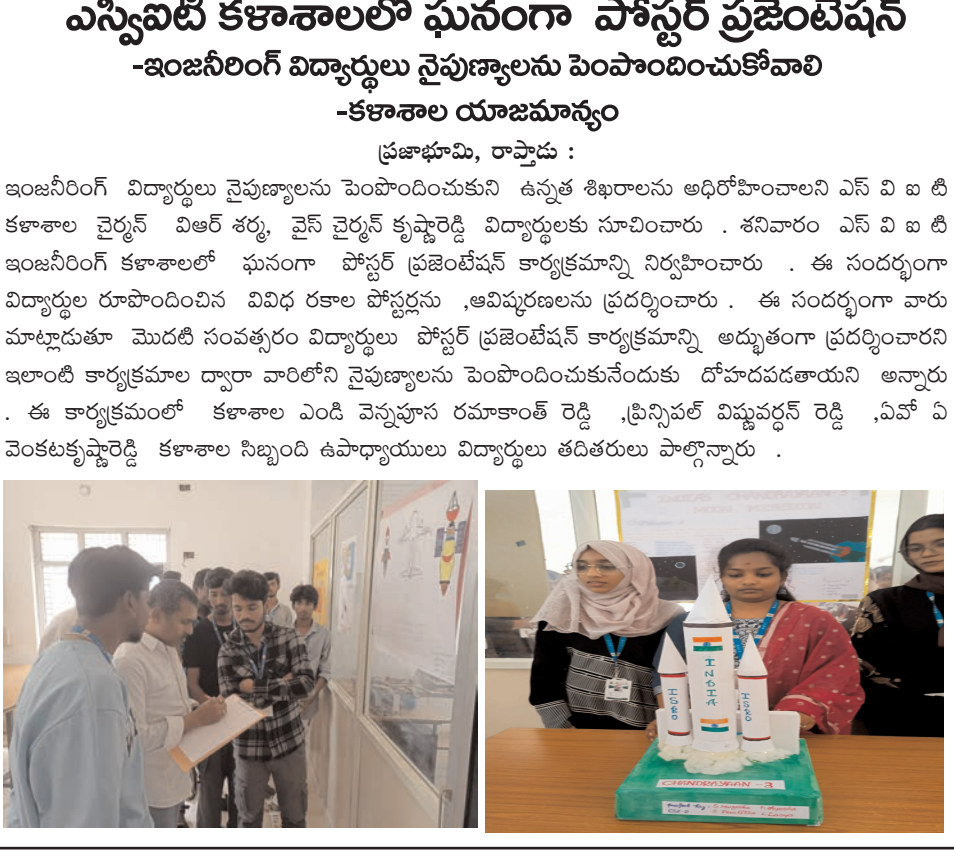 ఎస్వీఐటి కళాశాలలో ఘనంగా పోస్టర్ ప్రజెంటేషన్
-ఇంజనీరింగ్ విద్యార్థులు నైపుణ్యాలను పెంపొందించుకోవాలి
-కళాశాల యాజమాన్యం
ప్రజాభూమి, రాప్తాడు :
ఇంజనీరింగ్ విద్యార్థులు నైపుణ్యాలను పెంపొందించుకుని ఉన్నత శిఖరాలను అధిరోహించాలని ఎస్ వి ఐ టి
కళాశాల చైర్మన్ విఆర్ శర్మ, వైస్ చైర్మన్ కృష్ణారెడ్డి విద్యార్థులకు సూచించారు . శనివారం ఎస్ వి ఐ టి
ఇంజనీరింగ్ కళాశాలలో ఘనంగా పోస్టర్ ప్రజెంటేషన్ కార్యక్రమాన్ని నిర్వహించారు . ఈ సందర్భంగా
విద్యార్థుల రూపొందించిన వివిధ రకాల పోస్టర్లను ,ఆవిష్కరణలను ప్రదర్శించారు . ఈ సందర్భంగా వారు
మాట్లాడుతూ మొదటి సంవత్సరం విద్యార్థులు పోస్టర్ ప్రజెంటేషన్ కార్యక్రమాన్ని అద్భుతంగా ప్రదర్శించారని
ఇలాంటి కార్యక్రమాల ద్వారా వారిలోని నైపుణ్యాలను పెంపొందించుకునేందుకు దోహదపడతాయని అన్నారు
. ఈ కార్యక్రమంలో కళాశాల ఎండి వెన్నపూస రమాకాంత్ రెడ్డి ,ప్రిన్సిపల్ విష్ణువర్ధన్ రెడ్డి ,ఏవో ఏ
వెంకటకృష్ణారెడ్డి కళాశాల సిబ్బంది ఉపాధ్యాయులు విద్యార్థులు తదితరులు పాల్గొన్నారు .
INDIA
ISRO
ISRO
CHANDRAYAAN - 3